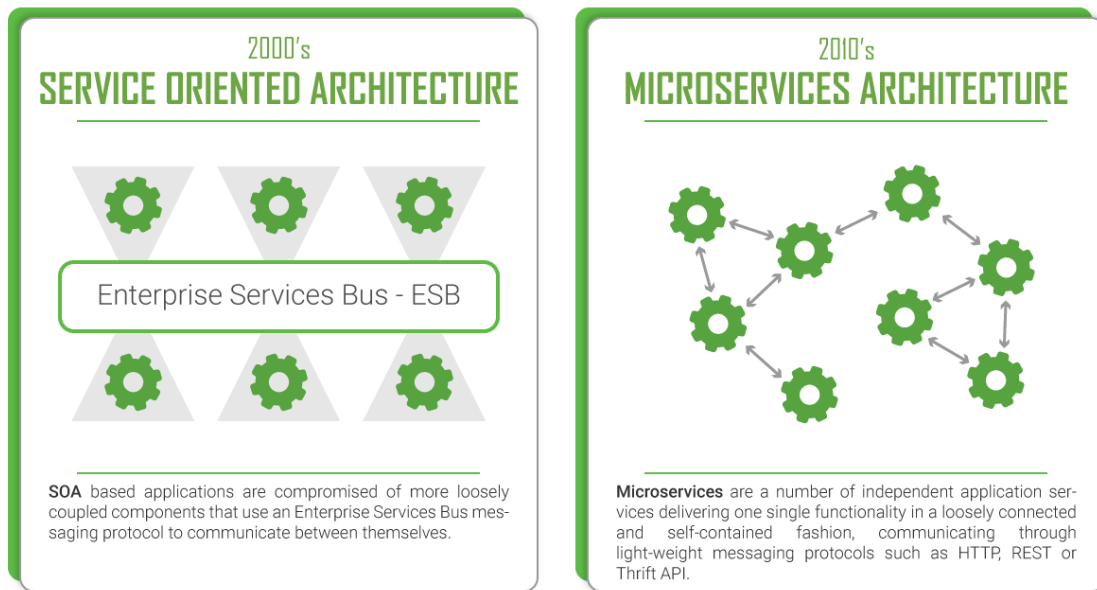 2000's
SERVICE ORIENTED ARCHITECTURE
Enterprise Services Bus - ESB
SOA based applications are compromised of more loosely
coupled components that use an Enterprise Services Bus mes-
saging protocol to communicate between themselves.
2010's
MICROSERVICES ARCHITECTURE
Microservices are a number of independent application ser-
vices delivering one single functionality in a loosely connected
and self-contained fashion, communicating through
light-weight messaging protocols such as HTTP, REST or
Thrift API.